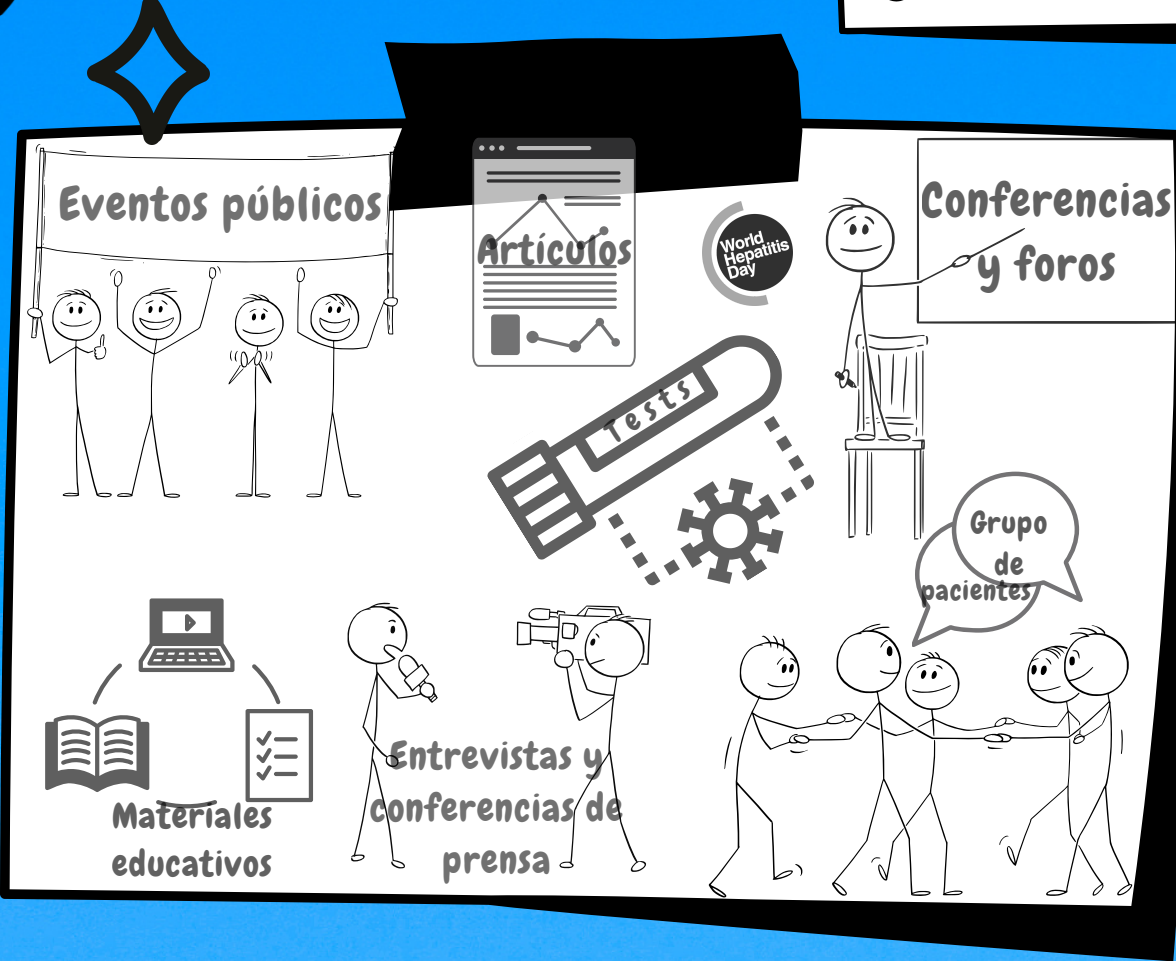 Eventos públicos
Artículos
World
Hepatitis
Day
Conferencias
y foros
Tests
Grupo
de
pacientes
Materiales
educativos
Entrevistas y
conferencias de
prensa